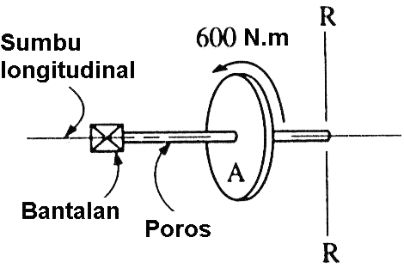 R
600 N.m
Sumbu
longitudinal
A
Bantalan
Poros
R